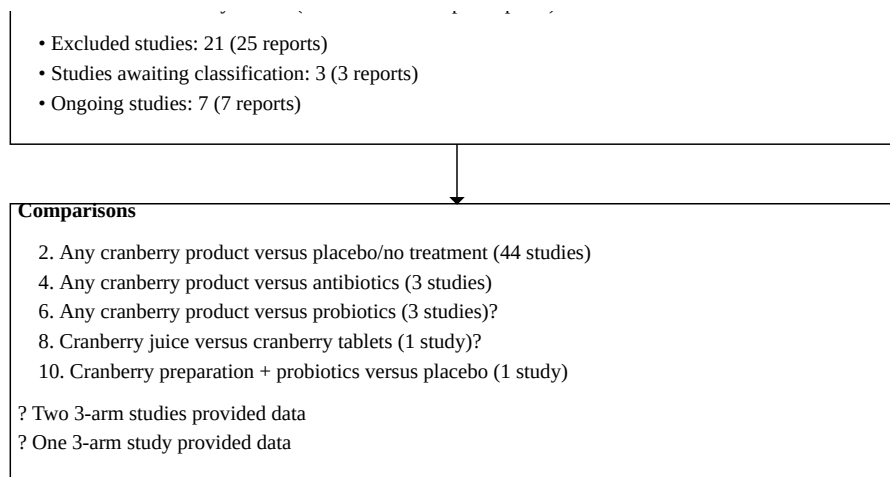 • Excluded studies: 21 (25 reports)
• Studies awaiting classification: 3 (3 reports)
• Ongoing studies: 7 (7 reports)
Comparisons
2. Any cranberry product versus placebo/no treatment (44 studies)
4. Any cranberry product versus antibiotics (3 studies)
6. Any cranberry product versus probiotics (3 studies)?
8. Cranberry juice versus cranberry tablets (1 study)?
10. Cranberry preparation + probiotics versus placebo (1 study)
? Two 3-arm studies provided data
? One 3-arm study provided data